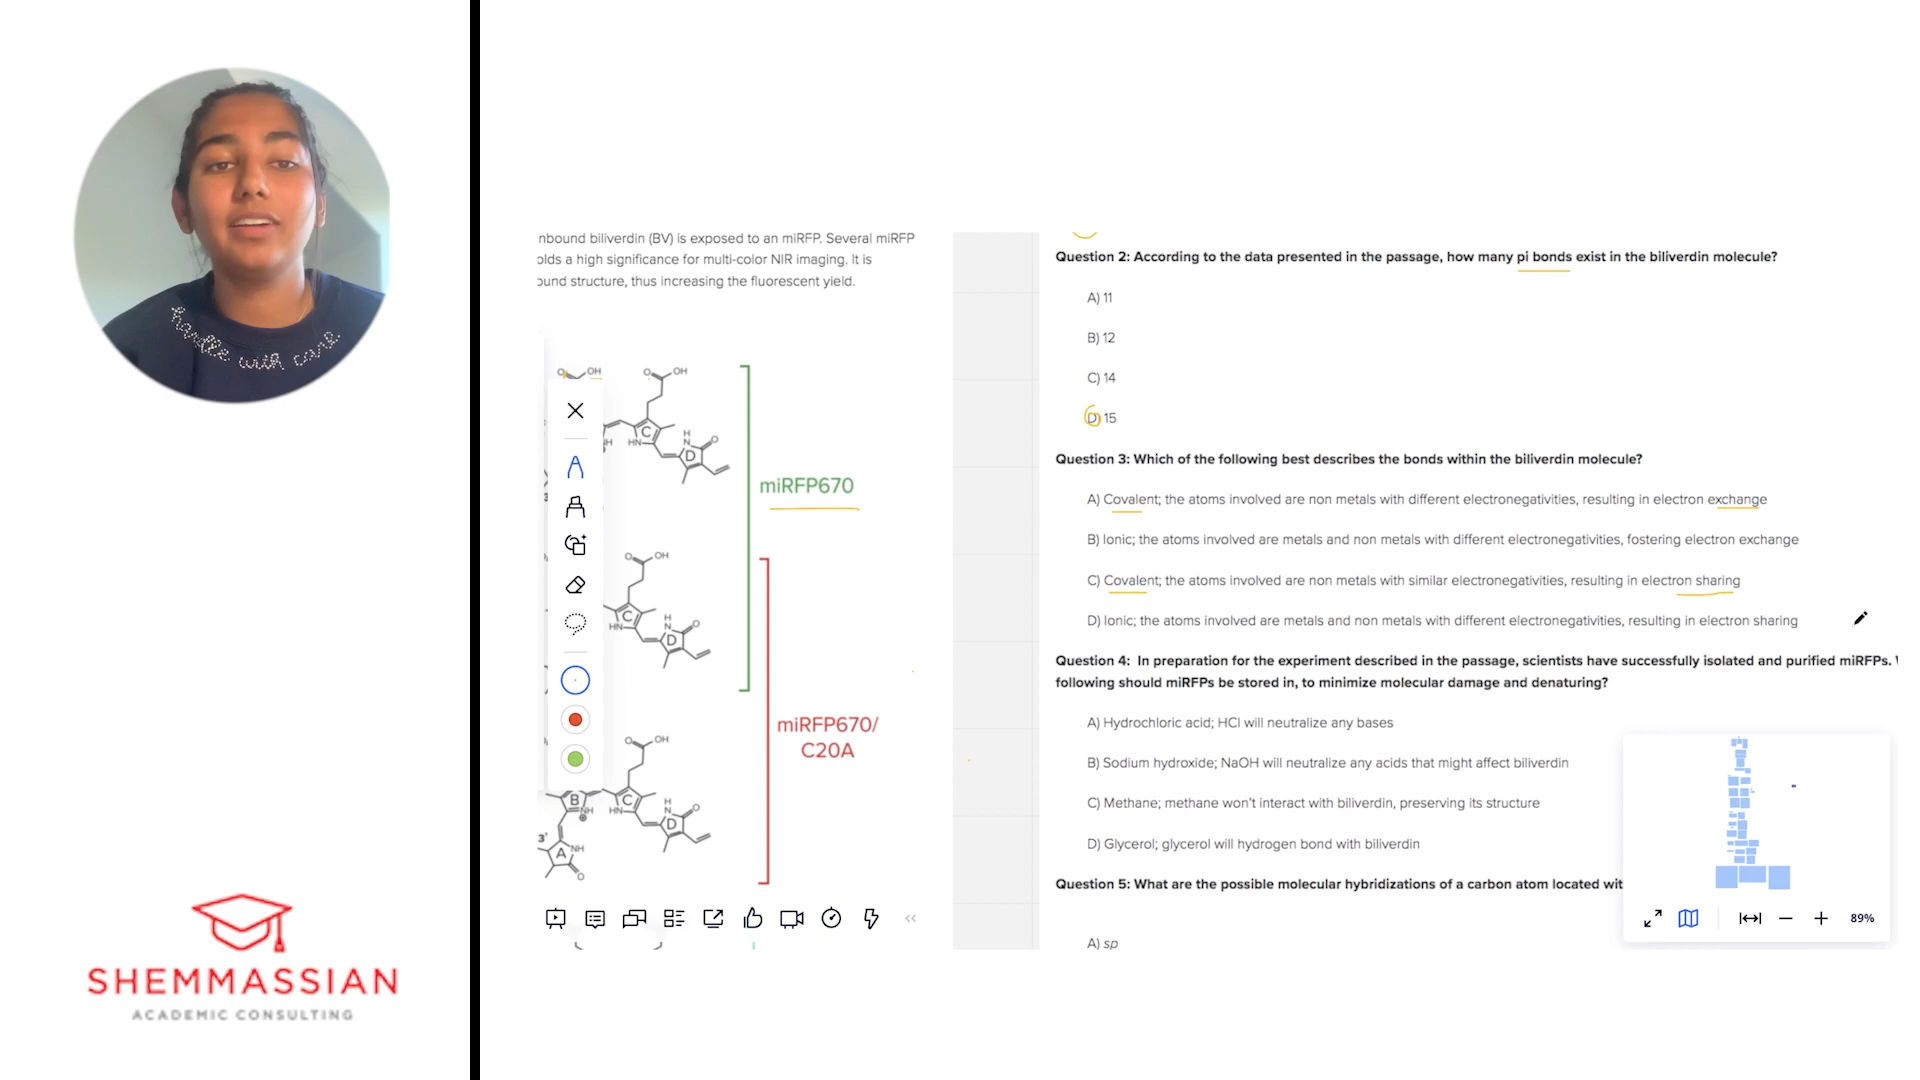 handle with care
SHEMMASSIAN
ACADEMIC CONSULTING
nbound biliverdin (BV) is exposed to an miRFP. Several miRFP
olds a high significance for multi-color NIR imaging. It is
ound structure, thus increasing the fluorescent yield.
O OH O OH
C
HN
H
N
D
O
miRFP670
O OH
C
HN
H
N
D
O
miRFP670/
C20A
O OH
B
NH
C
HN
H
N
D
O
3'
A
NH
O
Question 2: According to the data presented in the passage, how many pi bonds exist in the biliverdin molecule?
A) 11
B) 12
C) 14
D) 15
Question 3: Which of the following best describes the bonds within the biliverdin molecule?
A) Covalent; the atoms involved are non metals with different electronegativities, resulting in electron exchange
B) Ionic; the atoms involved are metals and non metals with different electronegativities, fostering electron exchange
C) Covalent; the atoms involved are non metals with similar electronegativities, resulting in electron sharing
D) Ionic; the atoms involved are metals and non metals with different electronegativities, resulting in electron sharing
Question 4: In preparation for the experiment described in the passage, scientists have successfully isolated and purified miRFPs.
following should miRFPs be stored in, to minimize molecular damage and denaturing?
A) Hydrochloric acid; HCl will neutralize any bases
B) Sodium hydroxide; NaOH will neutralize any acids that might affect biliverdin
C) Methane; methane won't interact with biliverdin, preserving its structure
D) Glycerol; glycerol will hydrogen bond with biliverdin
Question 5: What are the possible molecular hybridizations of a carbon atom located wit
A) sp
89%